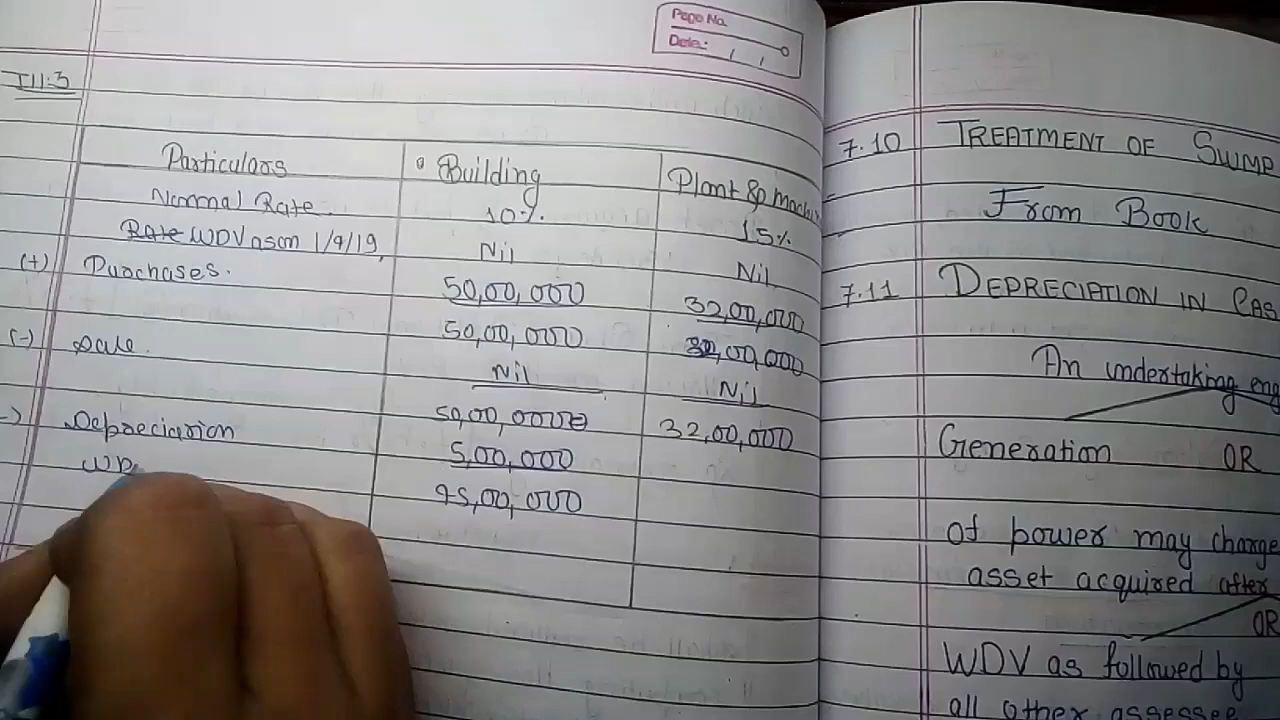 Page No.
Date: / /
Ill:3
Particulars Building Plant & Machi
Normal Rate. 10% 15%
Rate WDV as on 1/4/19, Nil Nil
(+) Purchases. 50,00,000 32,00,000
50,00,000 32,00,000
(-) Sale. Nil Nil
50,00,000 32,00,000
-) Depreciarion 5,00,000
WD 45,00,000
7.10 TREATMENT OF SUMP
From Book
7.11 DEPRECIATION IN CAS
An undertaking eng
Generation OR
of power may charge
asset acquired after
OR
WDV as followed by
all other assessee